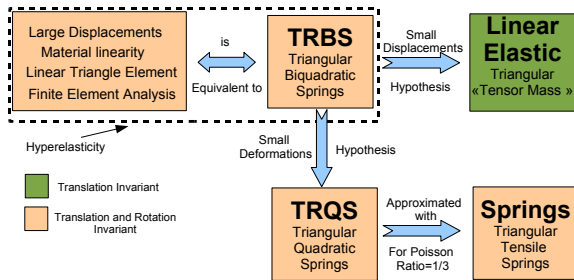 Large Displacements
Material linearity
Linear Triangle Element
Finite Element Analysis
is
Equivalent to
TRBS
Triangular
Biquadratic
Springs
Small
Displacements
Hypothesis
Linear
Elastic
Triangular
«Tensor Mass »
Hyperelasticity
Small
Deformations
Hypothesis
Translation Invariant
Translation and Rotation
Invariant
TRQS
Triangular
Quadratic
Springs
Approximated
with
For Poisson
Ratio=1/3
Springs
Triangular
Tensile
Springs